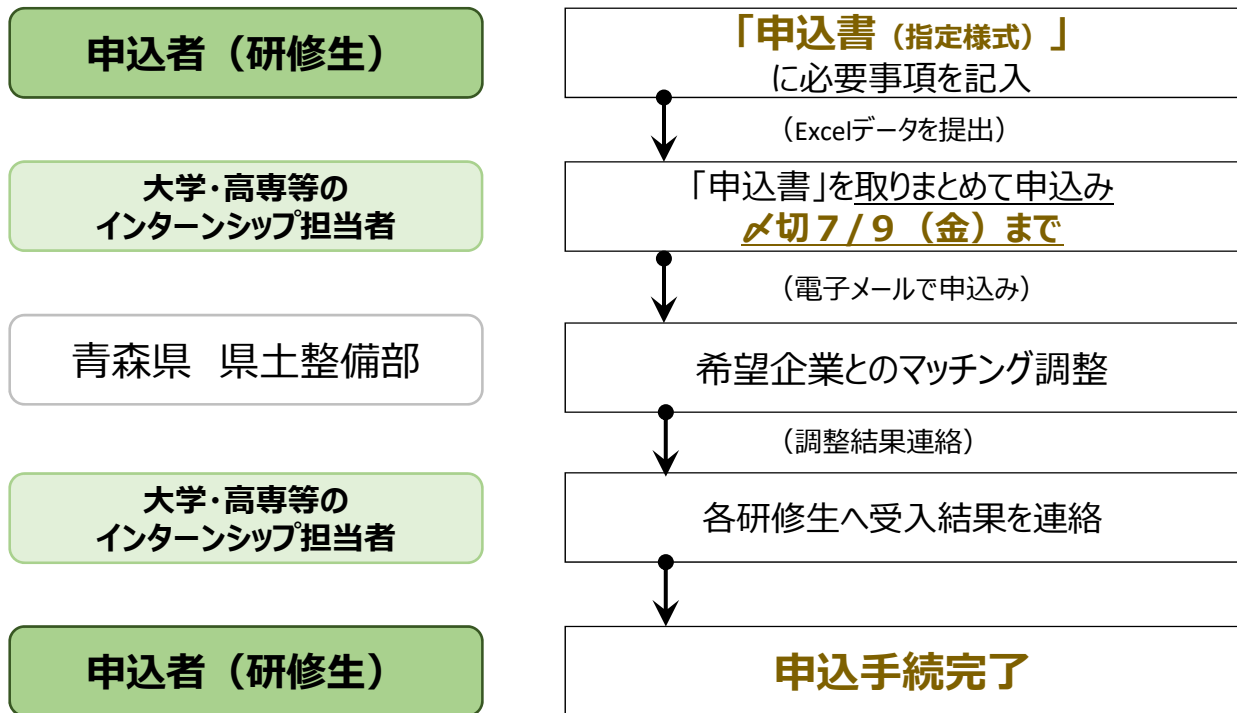 申込者（研修生）
「申込書（指定様式）」
に必要事項を記入
（Excelデータを提出）
大学・高専等の
インターンシップ担当者
「申込書」を取りまとめて申込み
〆切７/９（金）まで
（電子メールで申込み）
青森県　県土整備部
希望企業とのマッチング調整
（調整結果連絡）
大学・高専等の
インターンシップ担当者
各研修生へ受入結果を連絡
申込者（研修生）
申込手続完了